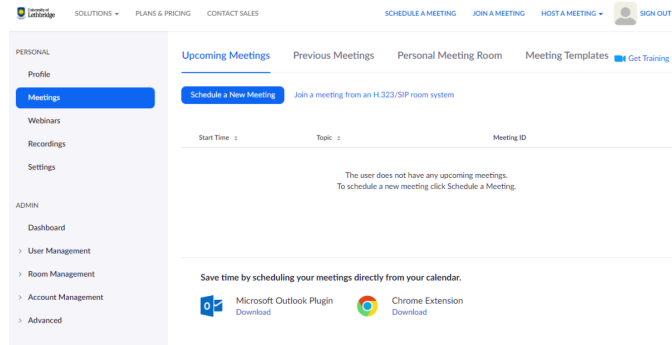 University of
Lethbridge
SOLUTIONS
PLANS & PRICING
CONTACT SALES
SCHEDULE A MEETING
JOIN A MEETING
HOST A MEETING
SIGN OUT
PERSONAL
Profile
Meetings
Webinars
Recordings
Settings
ADMIN
Dashboard
User Management
Room Management
Account Management
Advanced
Upcoming Meetings
Previous Meetings
Personal Meeting Room
Meeting Templates
Get Training
Schedule a New Meeting
Join a meeting from an H.323/SIP room system
Start Time
Topic
Meeting ID
The user does not have any upcoming meetings.
To schedule a new meeting click Schedule a Meeting.
Save time by scheduling your meetings directly from your calendar.
Microsoft Outlook Plugin
Download
Chrome Extension
Download